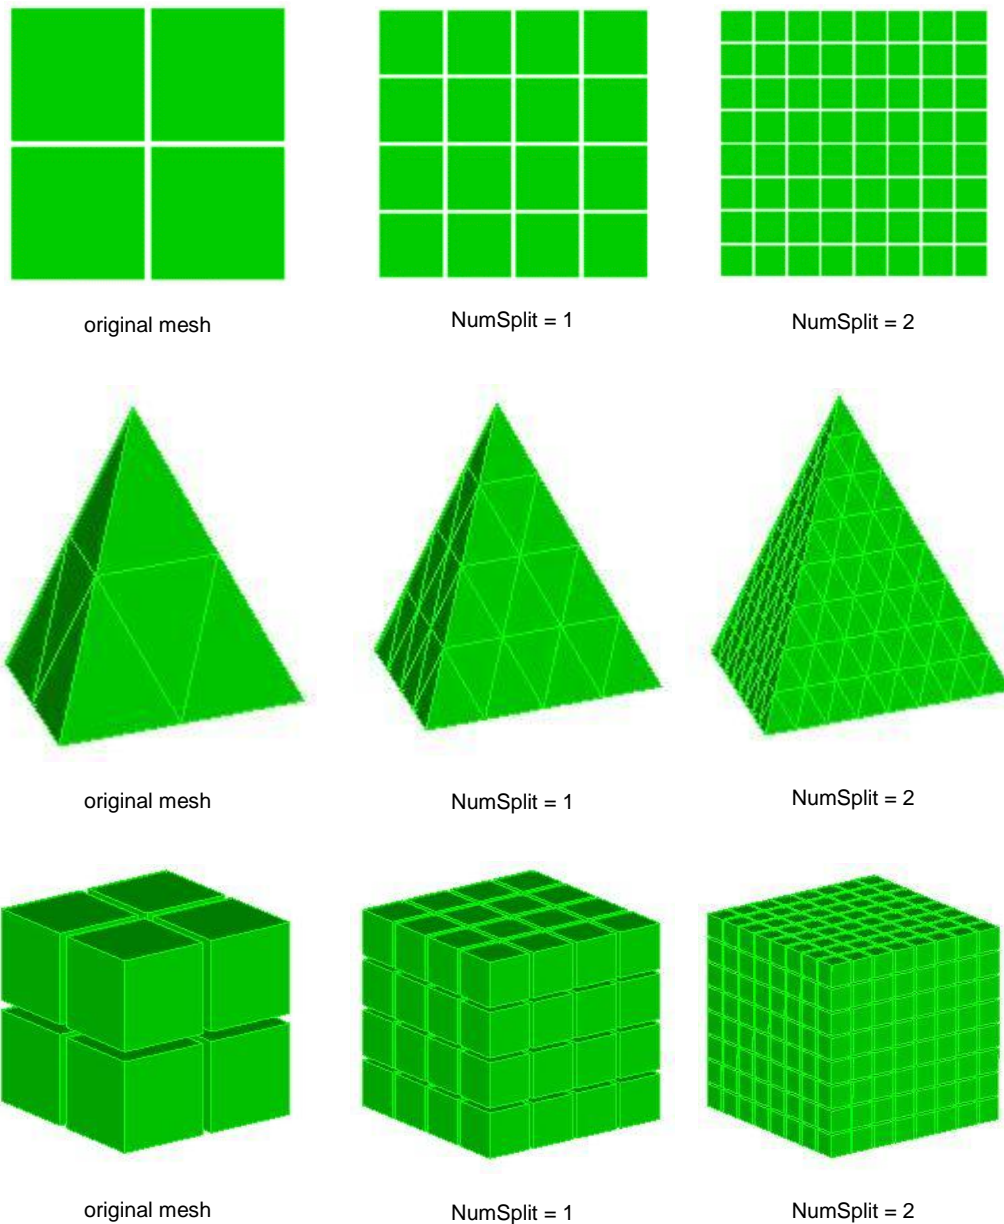 original mesh
NumSplit = 1
NumSplit = 2
original mesh
NumSplit = 1
NumSplit = 2
original mesh
NumSplit = 1
NumSplit = 2